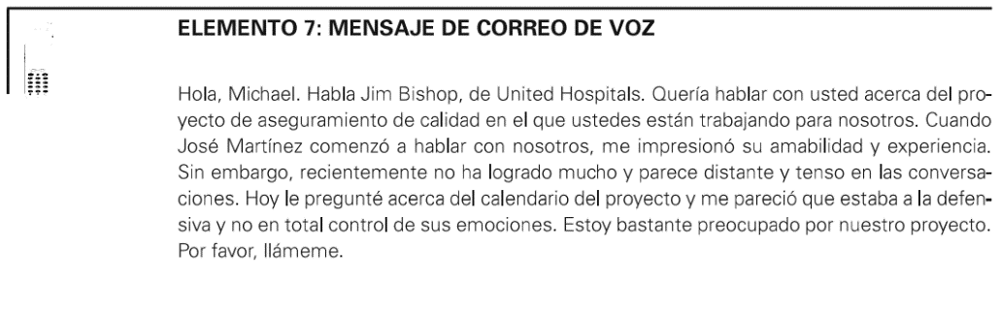 ELEMENTO 7: MENSAJE DE CORREO DE VOZ
Hola, Michael. Habla Jim Bishop, de United Hospitals. Quería hablar con usted acerca del pro-
yecto de aseguramiento de calidad en el que ustedes están trabajando para nosotros. Cuando
José Martínez comenzó a hablar con nosotros, me impresionó su amabilidad y experiencia.
Sin embargo, recientemente no ha logrado mucho y parece distante y tenso en las conversa-
ciones. Hoy le pregunté acerca del calendario del proyecto y me pareció que estaba a la defen-
siva y no en total control de sus emociones. Estoy bastante preocupado por nuestro proyecto.
Por favor, llámeme.